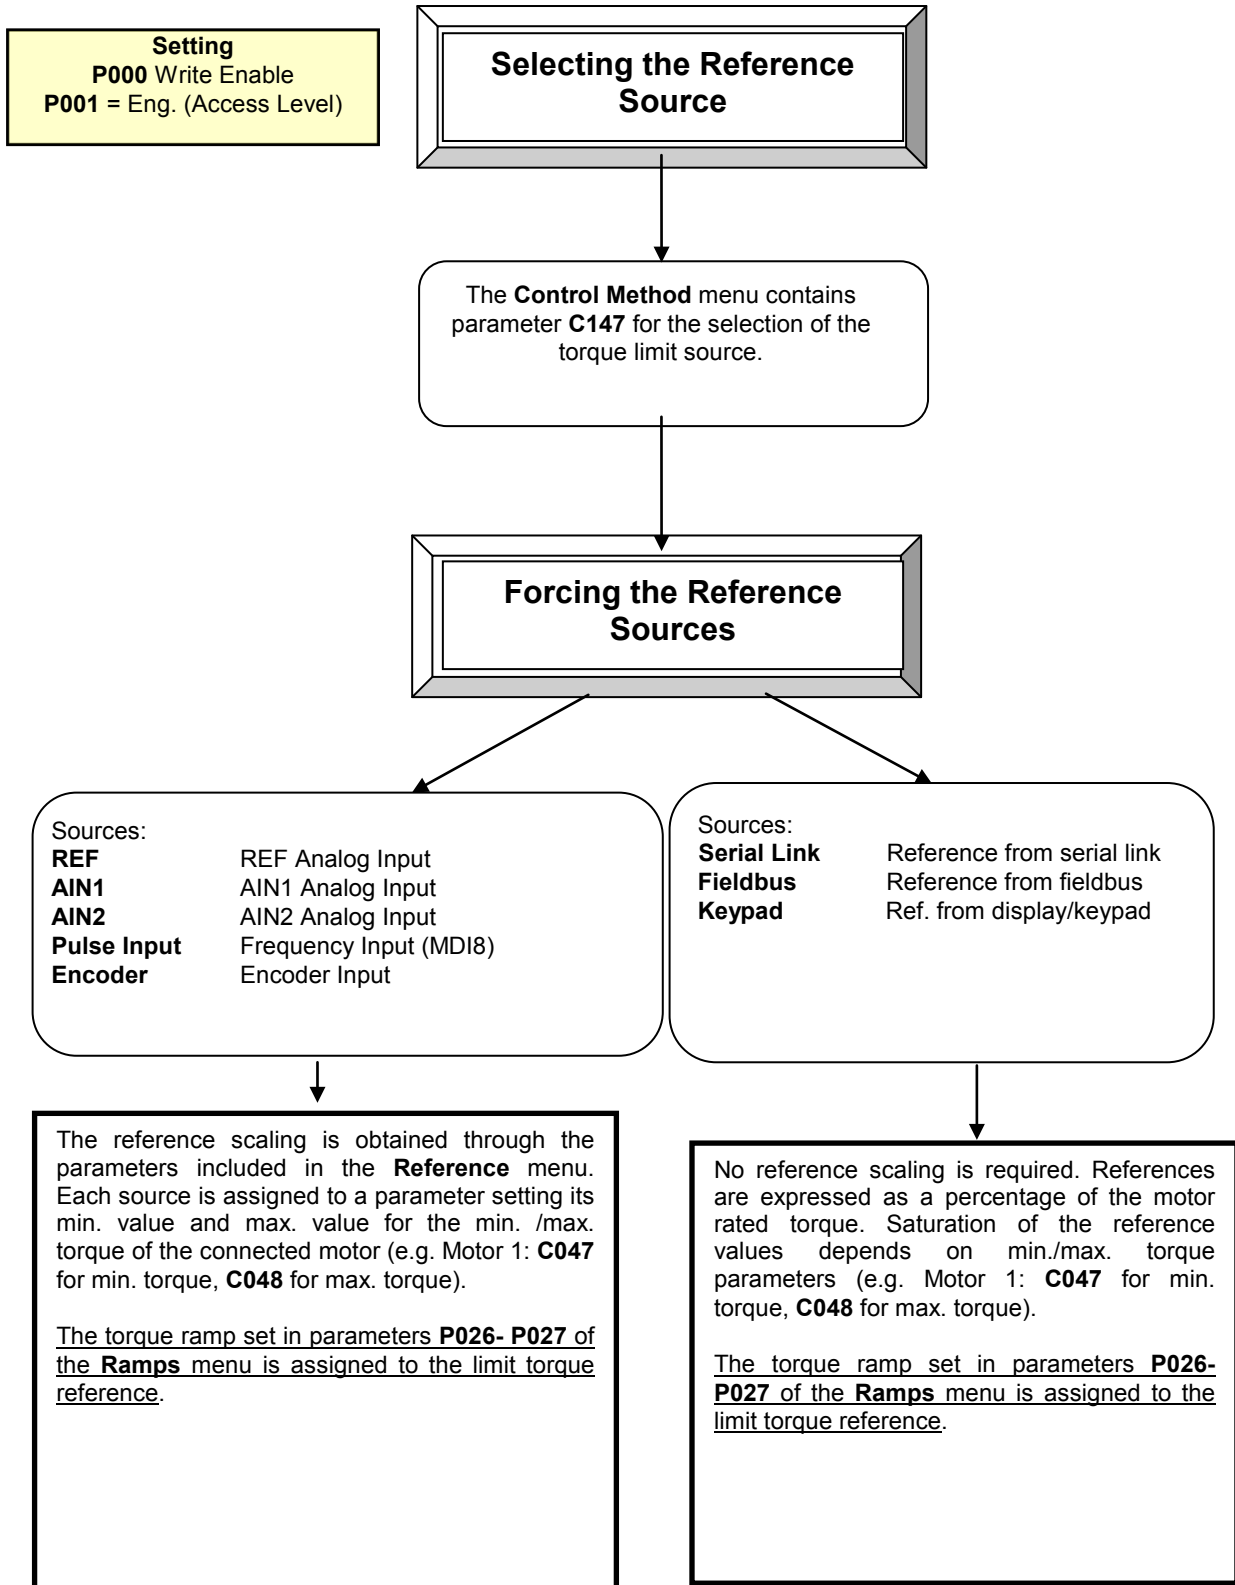 Setting
P000 Write Enable
P001 = Eng. (Access Level)
Selecting the Reference
Source
The Control Method menu contains
parameter C147 for the selection of the
torque limit source.
Forcing the Reference
Sources
Sources:
REF REF Analog Input
AIN1 AIN1 Analog Input
AIN2 AIN2 Analog Input
Pulse Input Frequency Input (MDI8)
Encoder Encoder Input
Sources:
Serial Link Reference from serial link
Fieldbus Reference from fieldbus
Keypad Ref. from display/keypad
The reference scaling is obtained through the
parameters included in the Reference menu.
Each source is assigned to a parameter setting its
min. value and max. value for the min. /max.
torque of the connected motor (e.g. Motor 1: C047
for min. torque, C048 for max. torque).
The torque ramp set in parameters P026- P027 of
the Ramps menu is assigned to the limit torque
reference.
No reference scaling is required. References
are expressed as a percentage of the motor
rated torque. Saturation of the reference
values depends on min./max. torque
parameters (e.g. Motor 1: C047 for min.
torque, C048 for max. torque).
The torque ramp set in parameters P026-
P027 of the Ramps menu is assigned to the
limit torque reference.